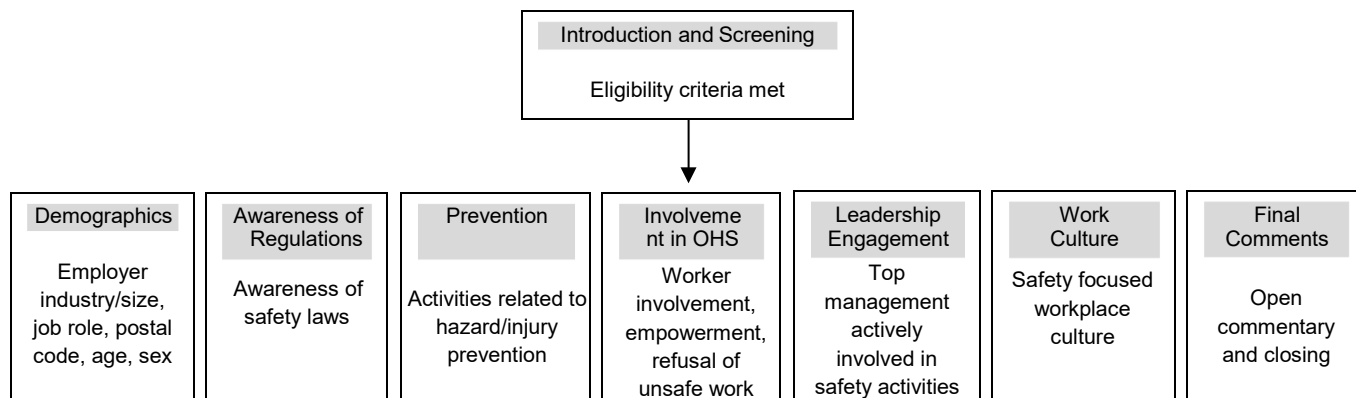 Introduction and Screening
Eligibility criteria met
Demographics
Employer
industry/size,
job role, postal
code, age, sex
Awareness of
Regulations
Awareness of
safety laws
Prevention
Activities related to
hazard/injury
prevention
Involveme
nt in OHS
Worker
involvement,
empowerment,
refusal of
unsafe work
Leadership
Engagement
Top
management
actively
involved in
safety activities
Work
Culture
Safety focused
workplace
culture
Final
Comments
Open
commentary
and closing